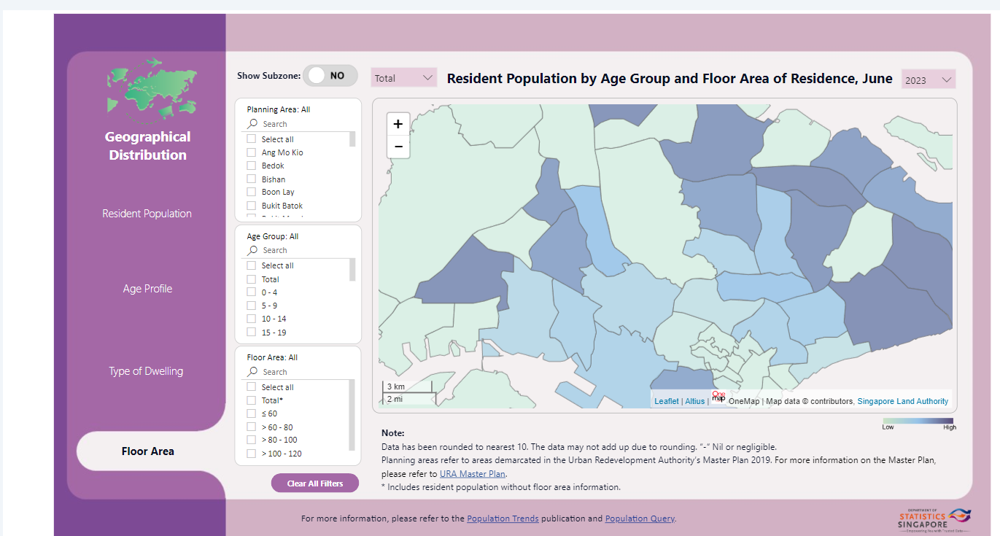 Geographical
Distribution
Resident Population
Age Profile
Type of Dwelling
Floor Area
Show Subzone:
NO
Total
Resident Population by Age Group and Floor Area of Residence, June
2023
Planning Area: All
Search
Select all
Ang Mo Kio
Bedok
Bishan
Boon Lay
Bukit Batok
Age Group: All
Search
Select all
Total
0 - 4
5 - 9
10 - 14
15 - 19
Floor Area: All
Search
Select all
Total*
≤ 60
> 60 - 80
> 80 - 100
> 100 - 120
Clear All Filters
+
−
3 km
2 mi
Leaflet | Altius | One map OneMap | Map data © contributors, Singapore Land Authority
Low
High
Note:
Data has been rounded to nearest 10. The data may not add up due to rounding. “-” Nil or negligible.
Planning areas refer to areas demarcated in the Urban Redevelopment Authority’s Master Plan 2019. For more information on the Master Plan,
please refer to URA Master Plan.
* Includes resident population without floor area information.
For more information, please refer to the Population Trends publication and Population Query.
DEPARTMENT OF
STATISTICS
SINGAPORE
Empowering You with Trusted Data